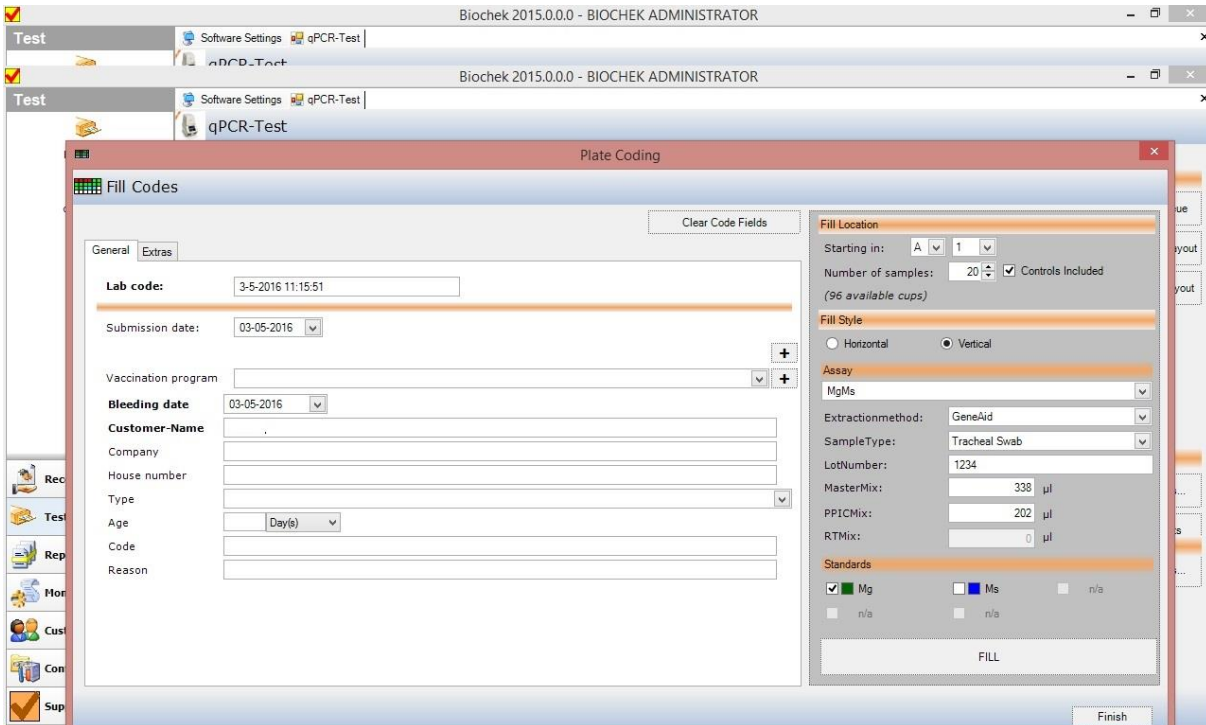 Biochek 2015.0.0.0 - BIOCHEK ADMINISTRATOR
Test
Software Settings qPCR-Test
qPCR-Test
Biochek 2015.0.0.0 - BIOCHEK ADMINISTRATOR
Test
Software Settings qPCR-Test
qPCR-Test
Plate Coding
Fill Codes
Clear Code Fields
General Extras
Lab code: 3-5-2016 11:15:51
Submission date: 03-05-2016
+
Vaccination program +
Bleeding date 03-05-2016
Customer-Name
Company
House number
Type
Age Day(s)
Code
Reason
Fill Location
Starting in: A 1
Number of samples: 20 Controls Included
(96 available cups)
Fill Style
Horizontal Vertical
Assay
MgMs
Extractionmethod: GeneAid
SampleType: Tracheal Swab
LotNumber: 1234
MasterMix: 338 µl
PPICMix: 202 µl
RTMix: 0 µl
Standards
Mg Ms n/a
n/a n/a
FILL
Finish
Rec
Test
Rep
Mon
Cust
Con
Sup
ue
yout
yout
...
ts
...